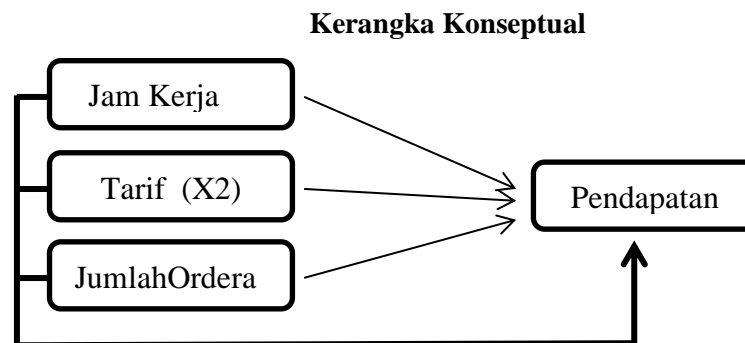 Kerangka Konseptual
Jam Kerja
Tarif (X2)
Pendapatan
JumlahOrdera